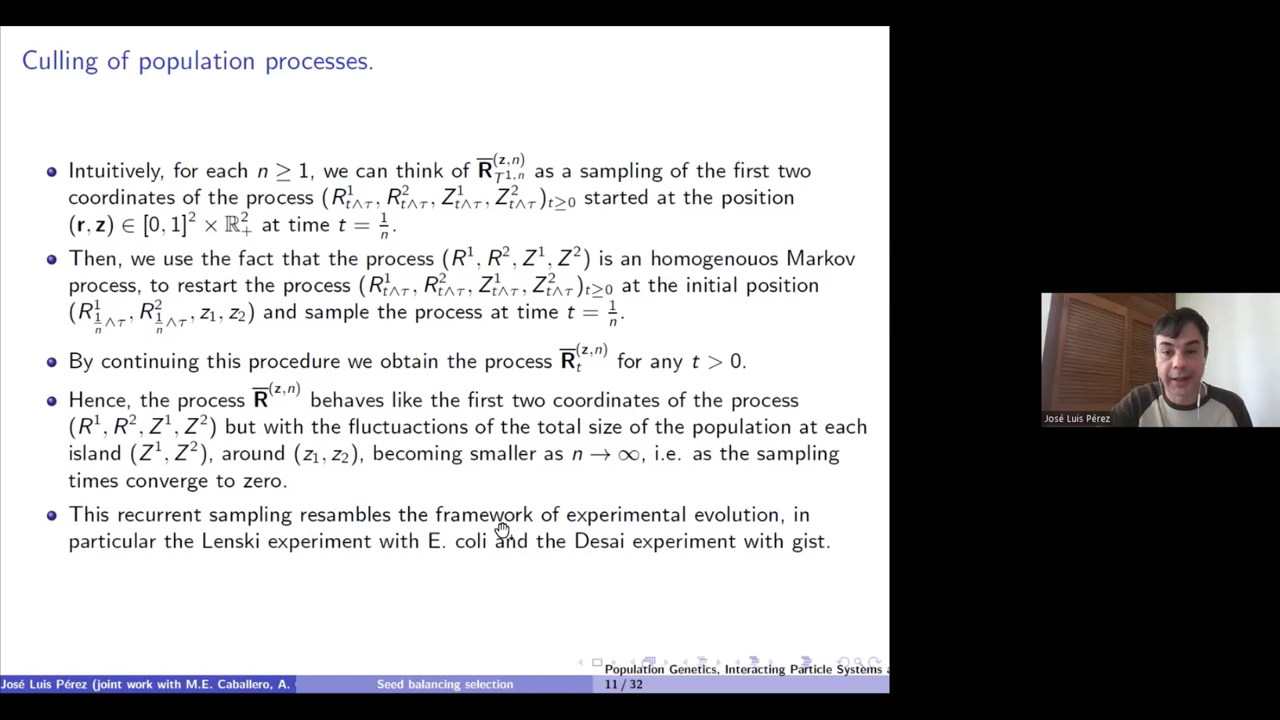 Culling of population processes.
Intuitively, for each n ≥ 1, we can think of R̅^{(z,n)}_{T^{1,n}} as a sampling of the first two
coordinates of the process (R^1_{t∧τ}, R^2_{t∧τ}, Z^1_{t∧τ}, Z^2_{t∧τ})_{t≥0} started at the position
(r, z) ∈ [0, 1]^2 × ℝ^2_+ at time t = 1/n.
Then, we use the fact that the process (R^1, R^2, Z^1, Z^2) is an homogenouos Markov
process, to restart the process (R^1_{t∧τ}, R^2_{t∧τ}, Z^1_{t∧τ}, Z^2_{t∧τ})_{t≥0} at the initial position
(R^1_{1/n∧τ}, R^2_{1/n∧τ}, z_1, z_2) and sample the process at time t = 1/n.
By continuing this procedure we obtain the process R̅^{(z,n)}_t for any t > 0.
Hence, the process R̅^{(z,n)} behaves like the first two coordinates of the process
(R^1, R^2, Z^1, Z^2) but with the fluctuations of the total size of the population at each
island (Z^1, Z^2), around (z_1, z_2), becoming smaller as n → ∞, i.e. as the sampling
times converge to zero.
This recurrent sampling resambles the framework of experimental evolution, in
particular the Lenski experiment with E. coli and the Desai experiment with gist.
José Luis Pérez
Population Genetics, Interacting Particle Systems a
José Luis Pérez (joint work with M.E. Caballero, A.
Seed balancing selection
11 / 32